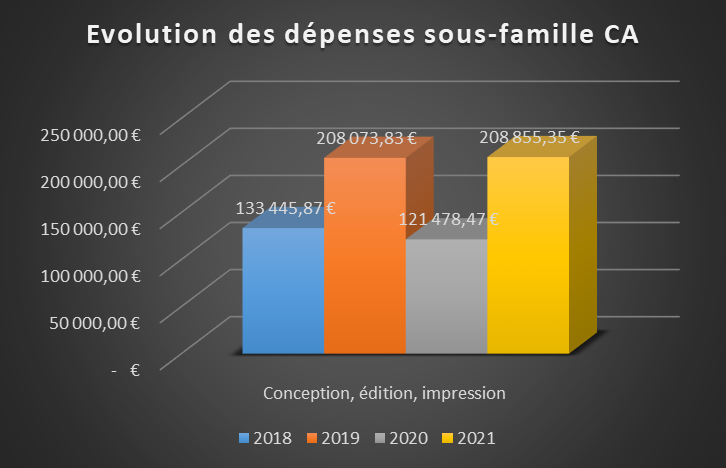 Evolution des dépenses sous-famille CA
250 000,00 €
200 000,00 €
150 000,00 €
100 000,00 €
50 000,00 €
- €
133 445,87 €
208 073,83 €
121 478,47 €
208 855,35 €
Conception, édition, impression
2018 2019 2020 2021